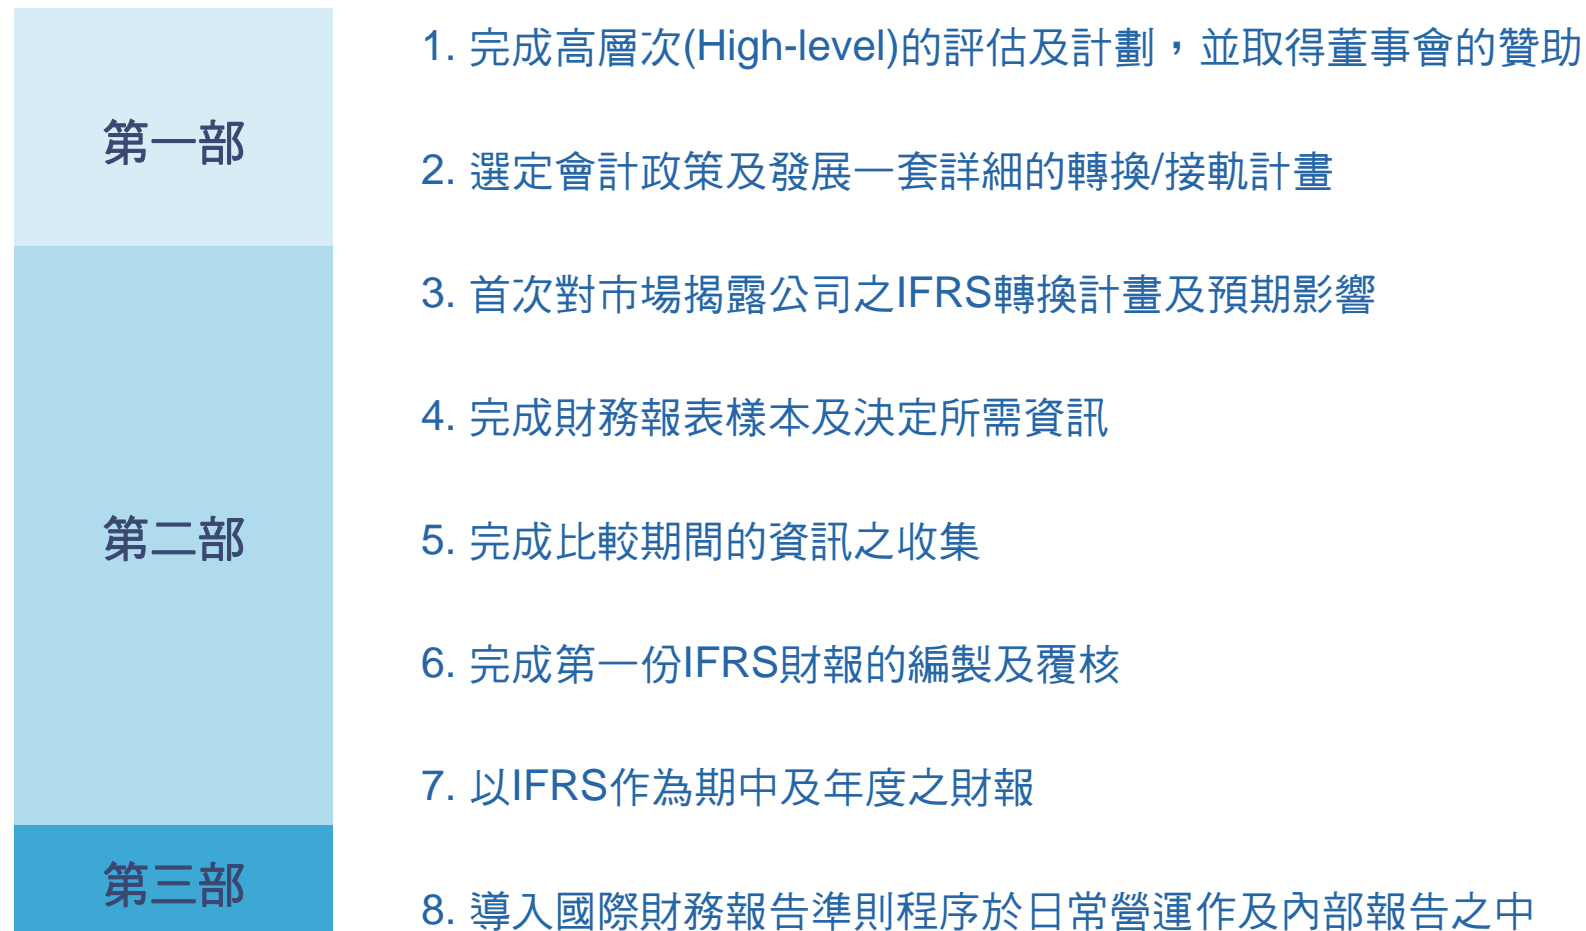 第一部
1. 完成高層次(High-level)的評估及計劃，並取得董事會的贊助
2. 選定會計政策及發展一套詳細的轉換/接軌計畫
第二部
3. 首次對市場揭露公司之IFRS轉換計畫及預期影響
4. 完成財務報表樣本及決定所需資訊
5. 完成比較期間的資訊之收集
6. 完成第一份IFRS財報的編製及覆核
7. 以IFRS作為期中及年度之財報
第三部
8. 導入國際財務報告準則程序於日常營運作及內部報告之中